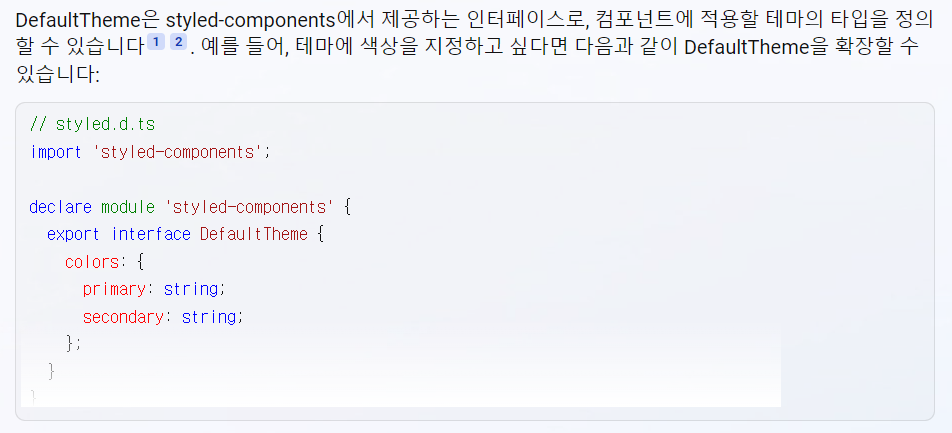 DefaultTheme은 styled-components에서 제공하는 인터페이스로, 컴포넌트에 적용할 테마의 타입을 정의
할 수 있습니다 1 2 . 예를 들어, 테마에 색상을 지정하고 싶다면 다음과 같이 DefaultTheme을 확장할 수
있습니다:
// styled.d.ts
import 'styled-components';
declare module 'styled-components' {
export interface DefaultTheme {
colors: {
primary: string;
secondary: string;
};
}
}